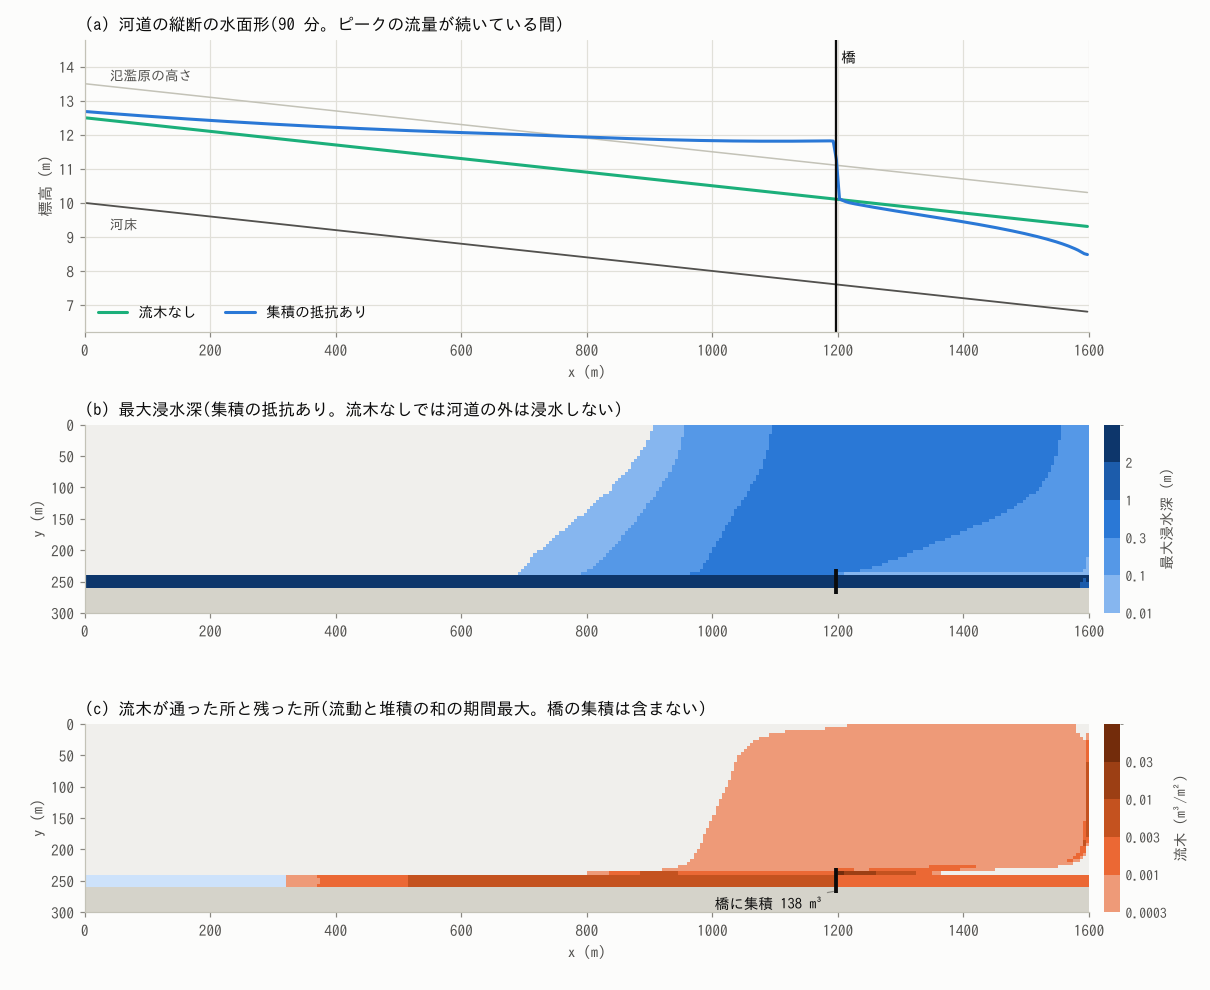 (a) 河道の縦断の水面形(90 分。ピークの流量が続いている間)
橋
14
13
12
11
10
9
8
7
標高 (m)
氾濫原の高さ
河床
流木なし
集積の抵抗あり
0 200 400 600 800 1000 1200 1400 1600
x (m)
(b) 最大浸水深(集積の抵抗あり。流木なしでは河道の外は浸水しない)
0
50
100
150
200
250
300
y (m)
0 200 400 600 800 1000 1200 1400 1600
2
1
0.3
0.1
0.01
最大浸水深 (m)
(c) 流木が通った所と残った所(流動と堆積の和の期間最大。橋の集積は含まない)
0
50
100
150
200
250
300
y (m)
橋に集積 138 m³
0 200 400 600 800 1000 1200 1400 1600
x (m)
0.03
0.01
0.003
0.001
0.0003
流木 (m³/m²)